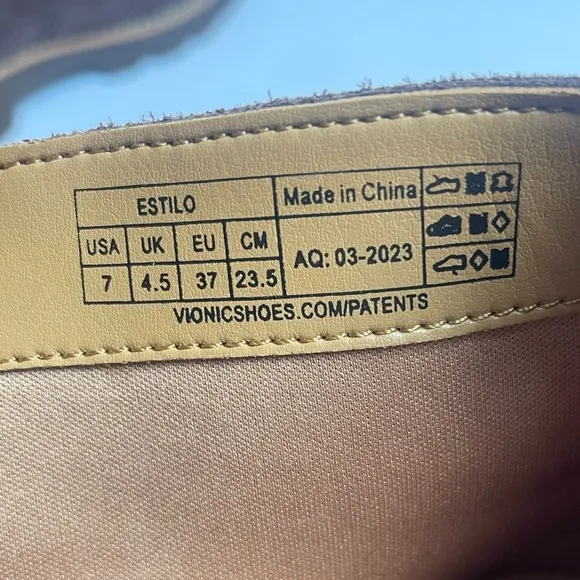 ESTILO
Made in China
USA UK EU CM
7 4.5 37 23.5
AQ: 03-2023
VIONICSHOES.COM/PATENTS